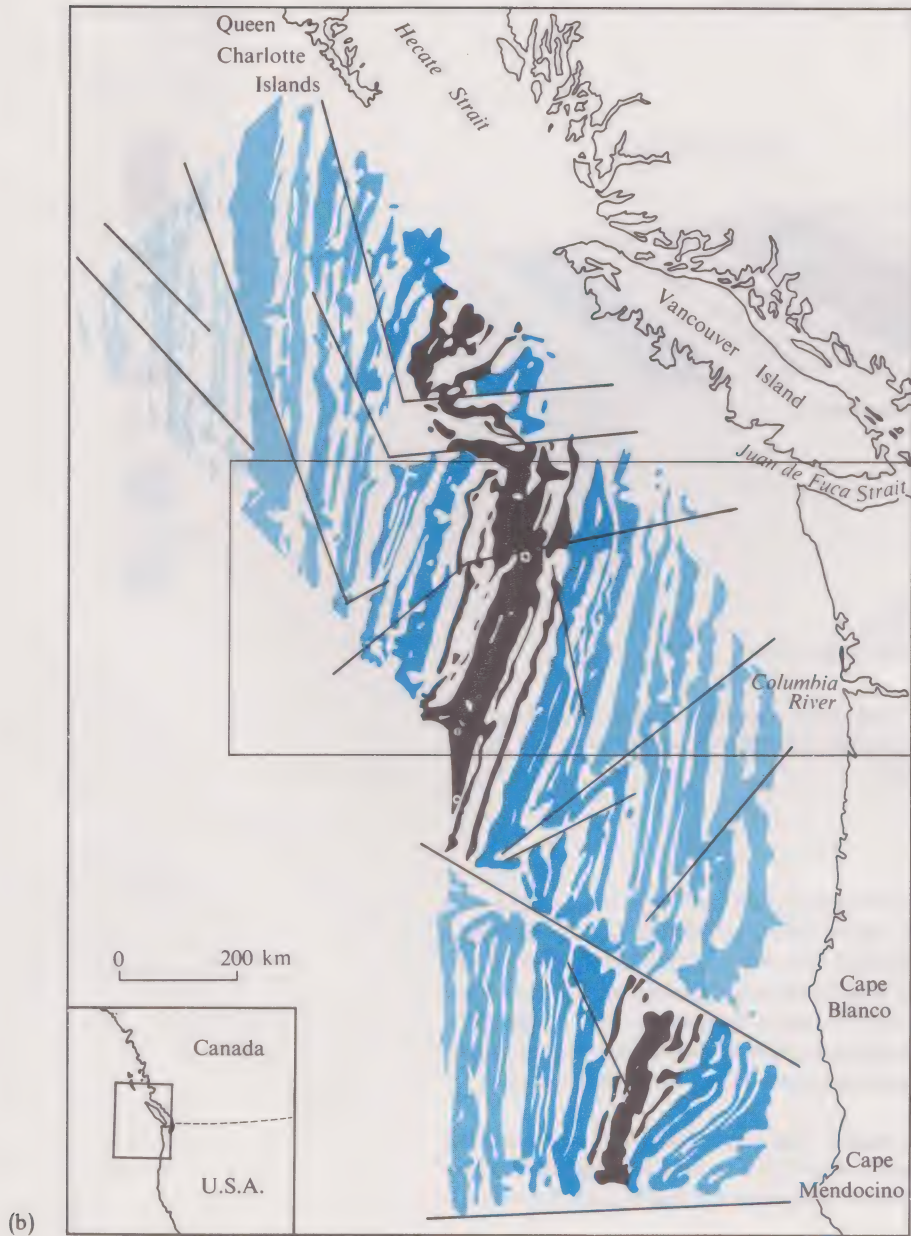 Queen
Charlotte
Islands
Hecate
Strait
Vancouver
Island
Juan de Fuca Strait
Columbia
River
0 200 km
Cape
Blanco
Canada
U.S.A.
Cape
Mendocino
(b)